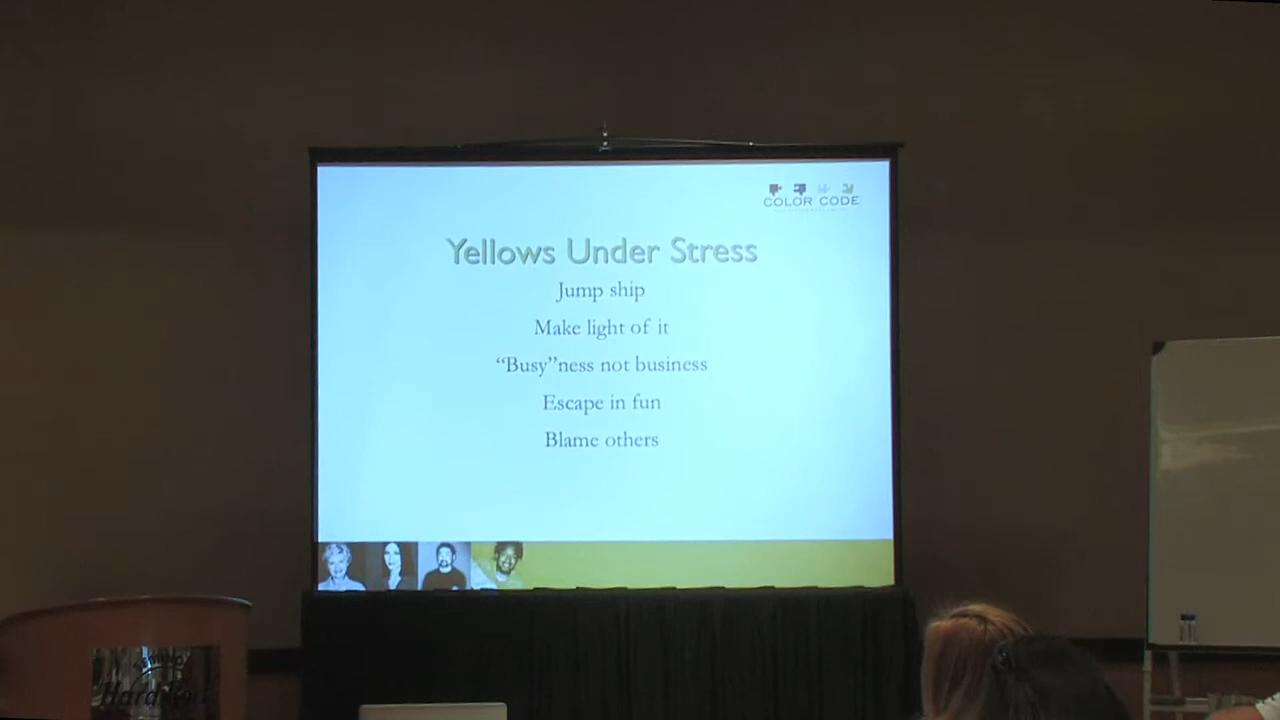 COLOR CODE
Yellows Under Stress
Jump ship
Make light of it
“Busy”ness not business
Escape in fun
Blame others